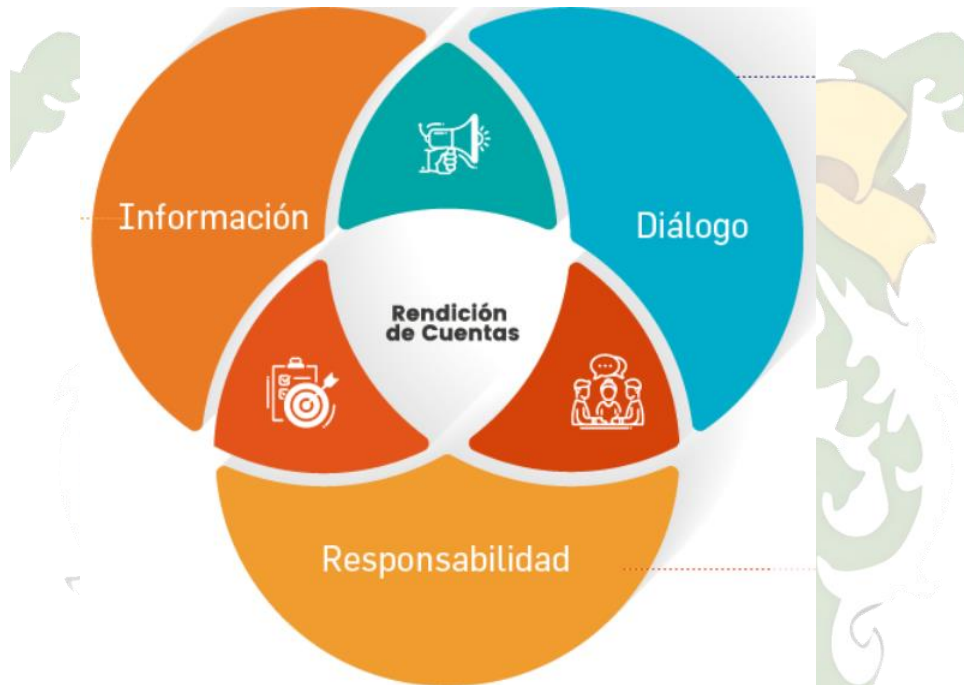 Información
Diálogo
Rendición
de Cuentas
Responsabilidad